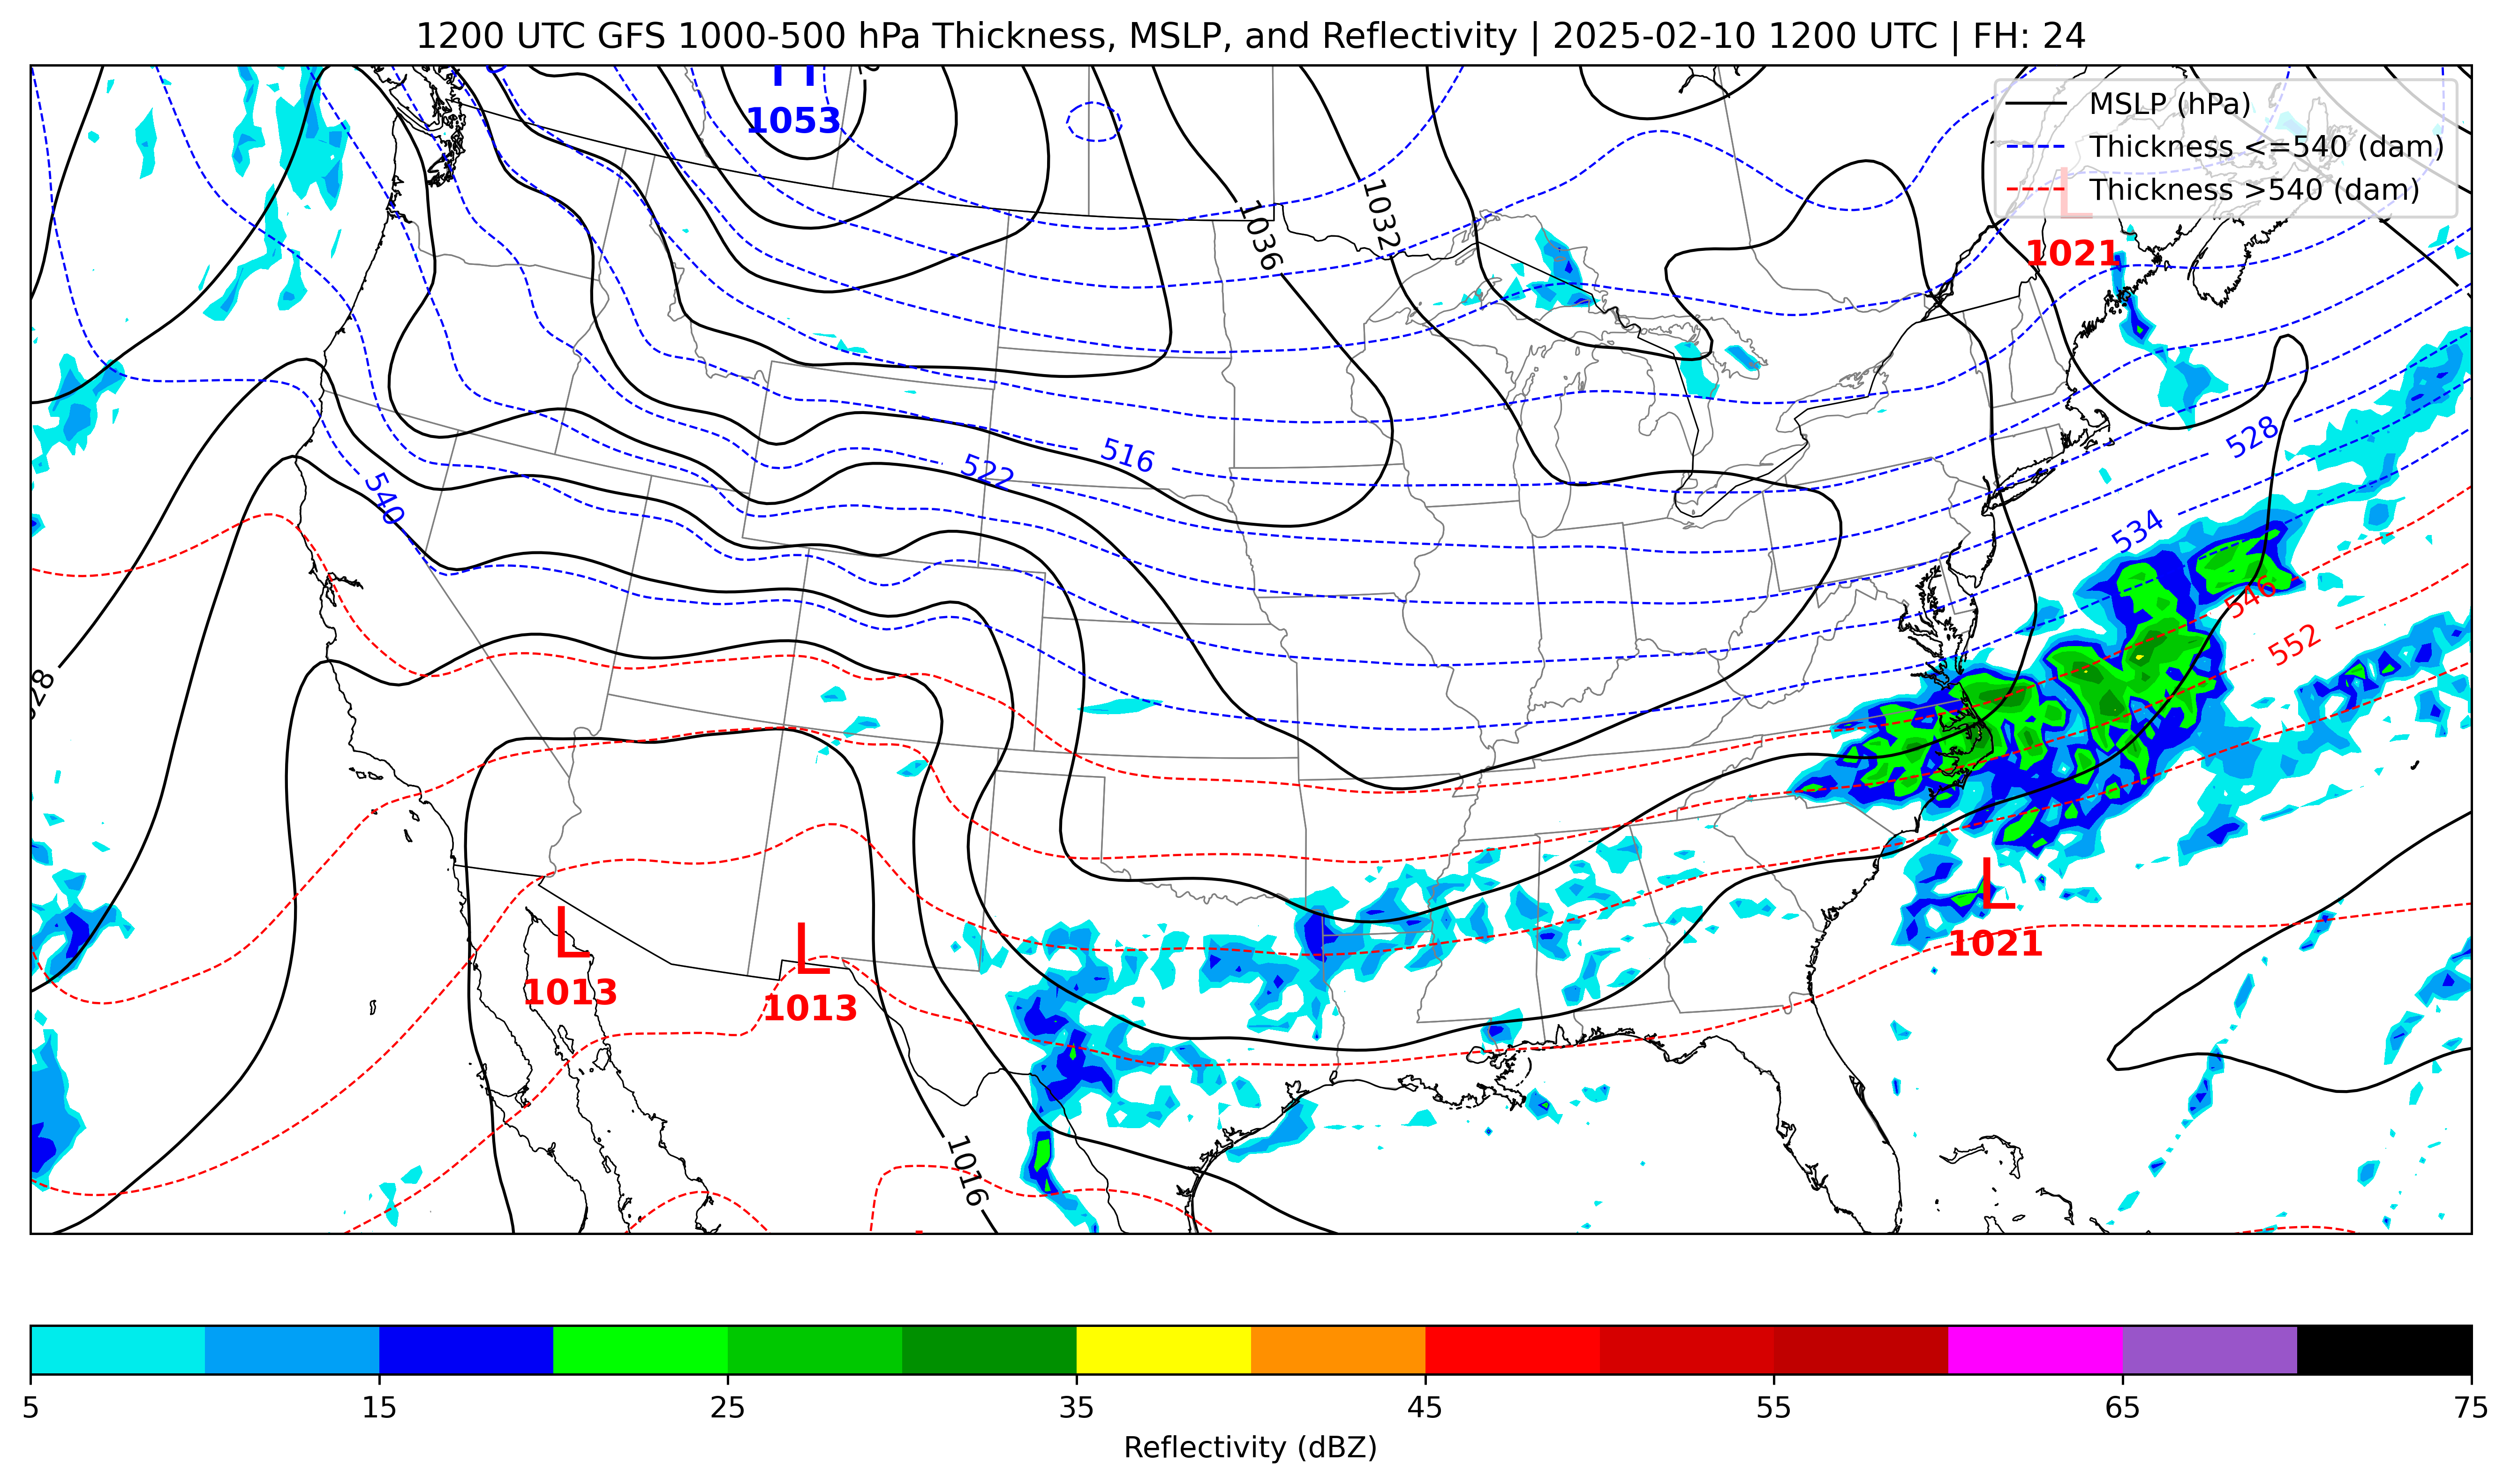 1200 UTC GFS 1000-500 hPa Thickness, MSLP, and Reflectivity | 2025-02-10 1200 UTC | FH: 24
MSLP (hPa)
Thickness <=540 (dam)
Thickness >540 (dam)
1053
L
1021
1036
1032
516
522
528
540
534
546
552
L
1021
L
1013
L
1013
1016
5
15
25
35
45
55
65
75
Reflectivity (dBZ)